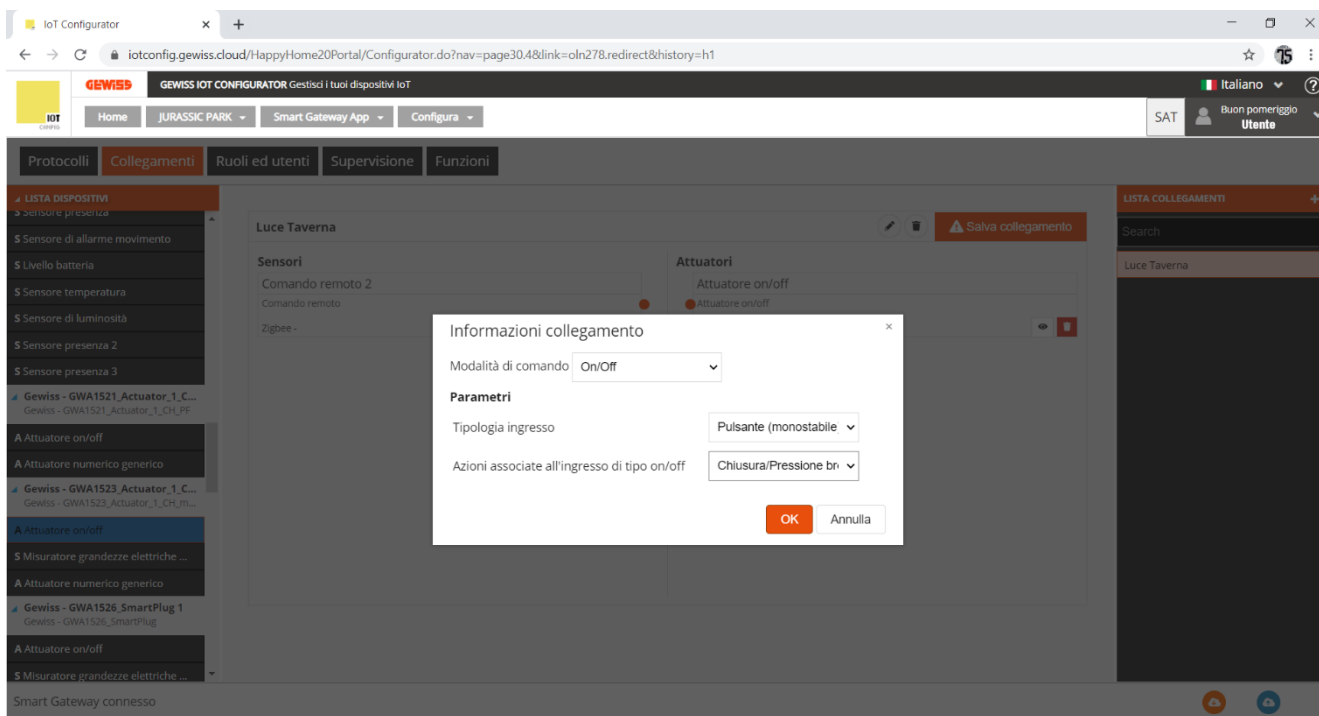 IoT Configurator
iotconfig.gewiss.cloud/HappyHome20Portal/Configurator.do?nav=page30.4&link=oln278.redirect&history=h1
IOT
CONFIG
GEWISS
GEWISS IOT CONFIGURATOR Gestisci i tuoi dispositivi IoT
Italiano
Home JURASSIC PARK Smart Gateway App Configura
SAT
Buon pomeriggio
Utente
Protocolli Collegamenti Ruoli ed utenti Supervisione Funzioni
LISTA DISPOSITIVI
S Sensore presenza
S Sensore di allarme movimento
S Livello batteria
S Sensore temperatura
S Sensore di luminosità
S Sensore presenza 2
S Sensore presenza 3
Gewiss - GWA1521_Actuator_1_C...
Gewiss - GWA1521_Actuator_1_CH_PF
A Attuatore on/off
A Attuatore numerico generico
Gewiss - GWA1523_Actuator_1_C...
Gewiss - GWA1523_Actuator_1_CH_m...
A Attuatore on/off
S Misuratore grandezze elettriche ...
A Attuatore numerico generico
Gewiss - GWA1526_SmartPlug 1
Gewiss - GWA1526_SmartPlug
A Attuatore on/off
S Misuratore grandezze elettriche ...
Luce Taverna
Salva collegamento
Sensori
Comando remoto 2
Comando remoto
Zigbee -
Attuatori
Attuatore on/off
Attuatore on/off
Informazioni collegamento
Modalità di comando On/Off
Parametri
Tipologia ingresso Pulsante (monostabile
Azioni associate all'ingresso di tipo on/off Chiusura/Pressione br
OK Annulla
LISTA COLLEGAMENTI
Search
Luce Taverna
Smart Gateway connesso